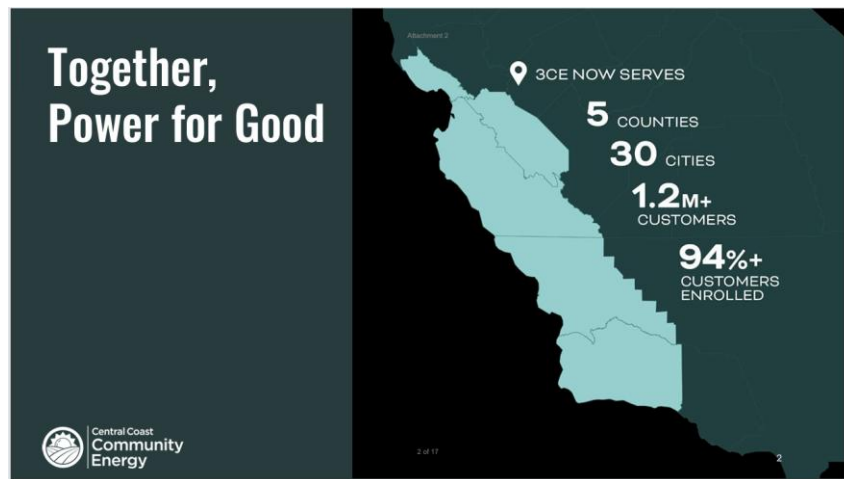 Together,
Power for Good
Attachment 2
3CE NOW SERVES
5 COUNTIES
30 CITIES
1.2M+
CUSTOMERS
94%+
CUSTOMERS
ENROLLED
Central Coast
Community
Energy
2 of 17
2